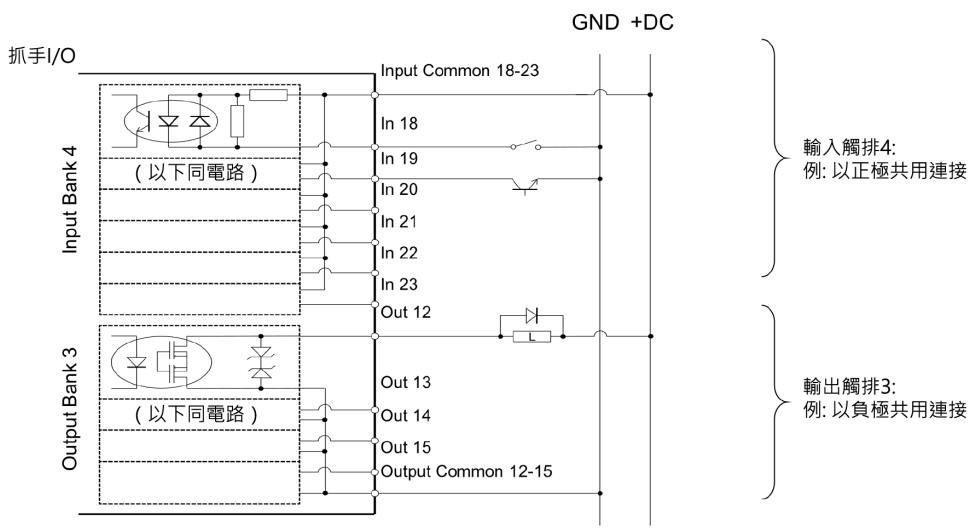 GND +DC
抓手I/O
Input Common 18-23
In 18
In 19
In 20
In 21
In 22
In 23
Input Bank 4
(以下同電路)
輸入觸排4:
例: 以正極共用連接
Out 12
L
Out 13
Out 14
Out 15
Output Common 12-15
Output Bank 3
(以下同電路)
輸出觸排3:
例: 以負極共用連接